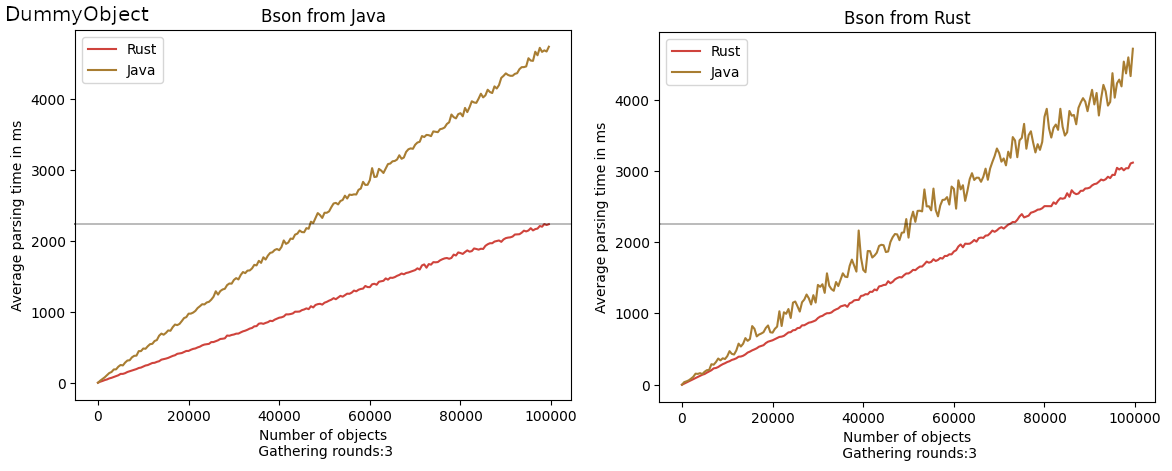 DummyObject
Bson from Java
Rust
Java
Average parsing time in ms
4000
3000
2000
1000
0
0 20000 40000 60000 80000 100000
Number of objects
Gathering rounds:3
Bson from Rust
Rust
Java
Average parsing time in ms
4000
3000
2000
1000
0
0 20000 40000 60000 80000 100000
Number of objects
Gathering rounds:3